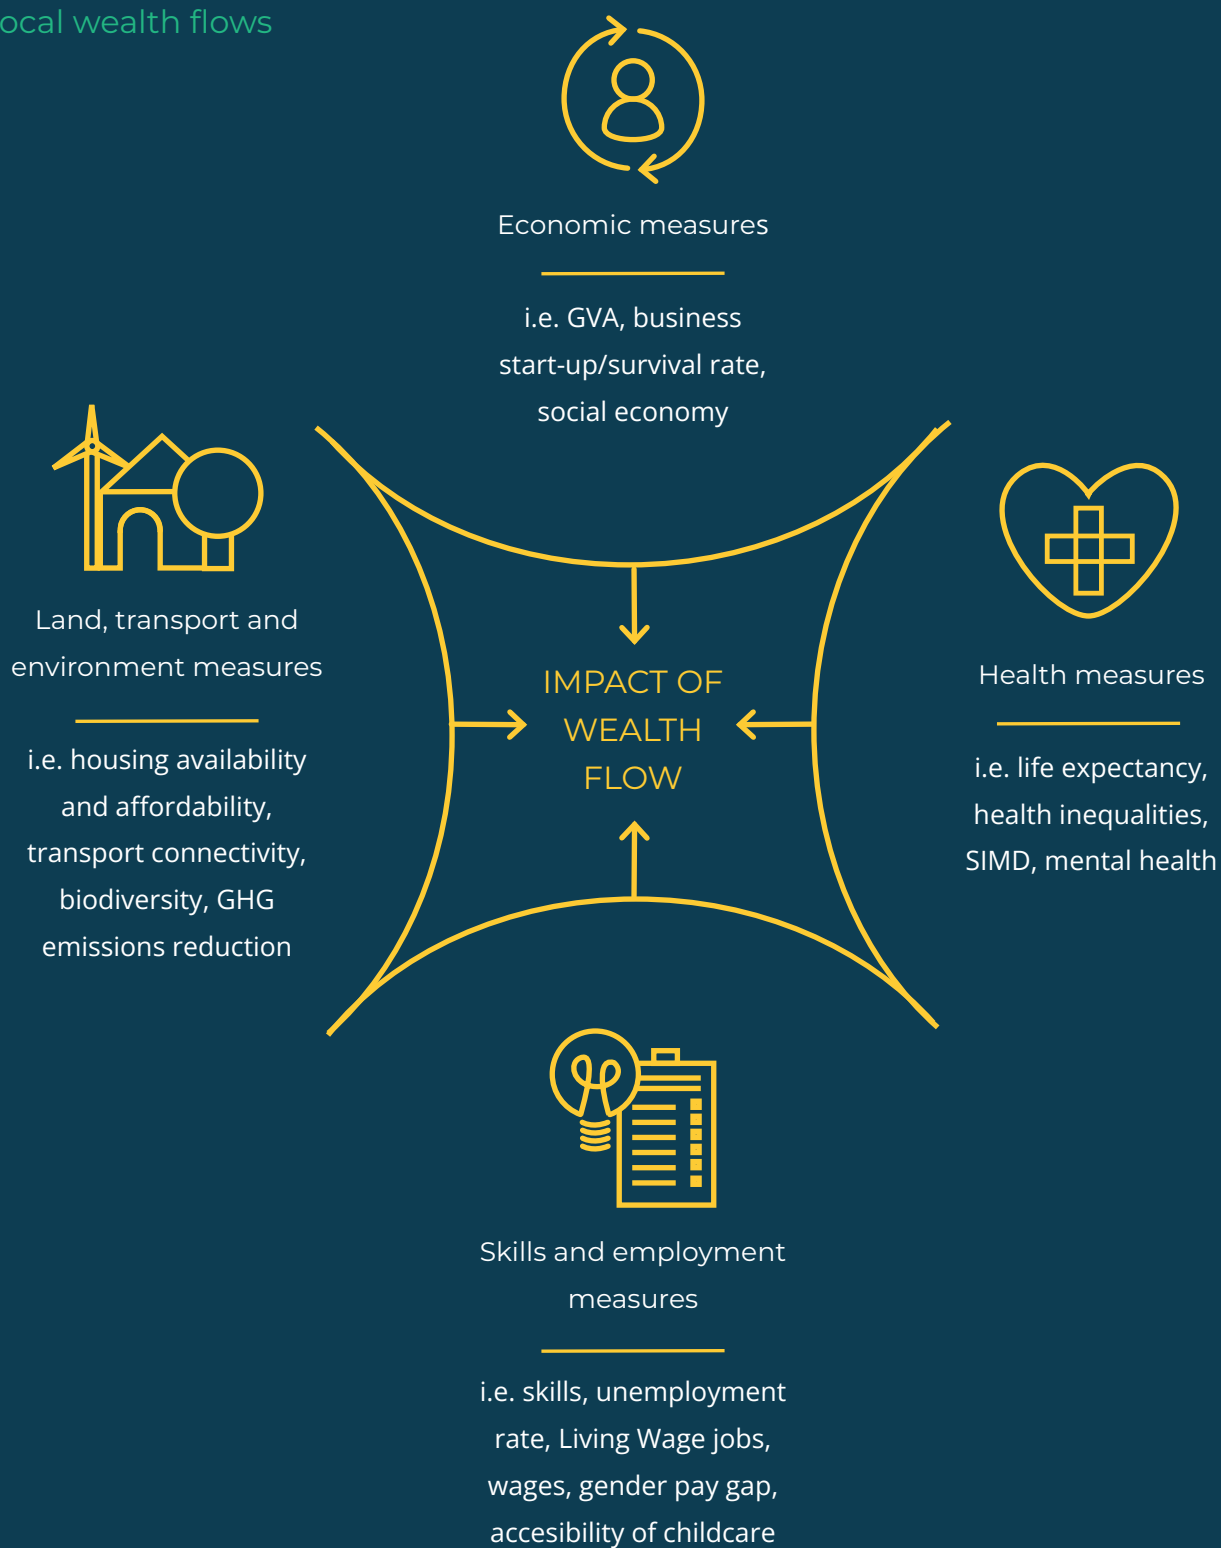 ocal wealth flows
Economic measures
i.e. GVA, business
start-up/survival rate,
social economy
Land, transport and
environment measures
i.e. housing availability
and affordability,
transport connectivity,
biodiversity, GHG
emissions reduction
IMPACT OF
WEALTH
FLOW
Health measures
i.e. life expectancy,
health inequalities,
SIMD, mental health
Skills and employment
measures
i.e. skills, unemployment
rate, Living Wage jobs,
wages, gender pay gap,
accesibility of childcare